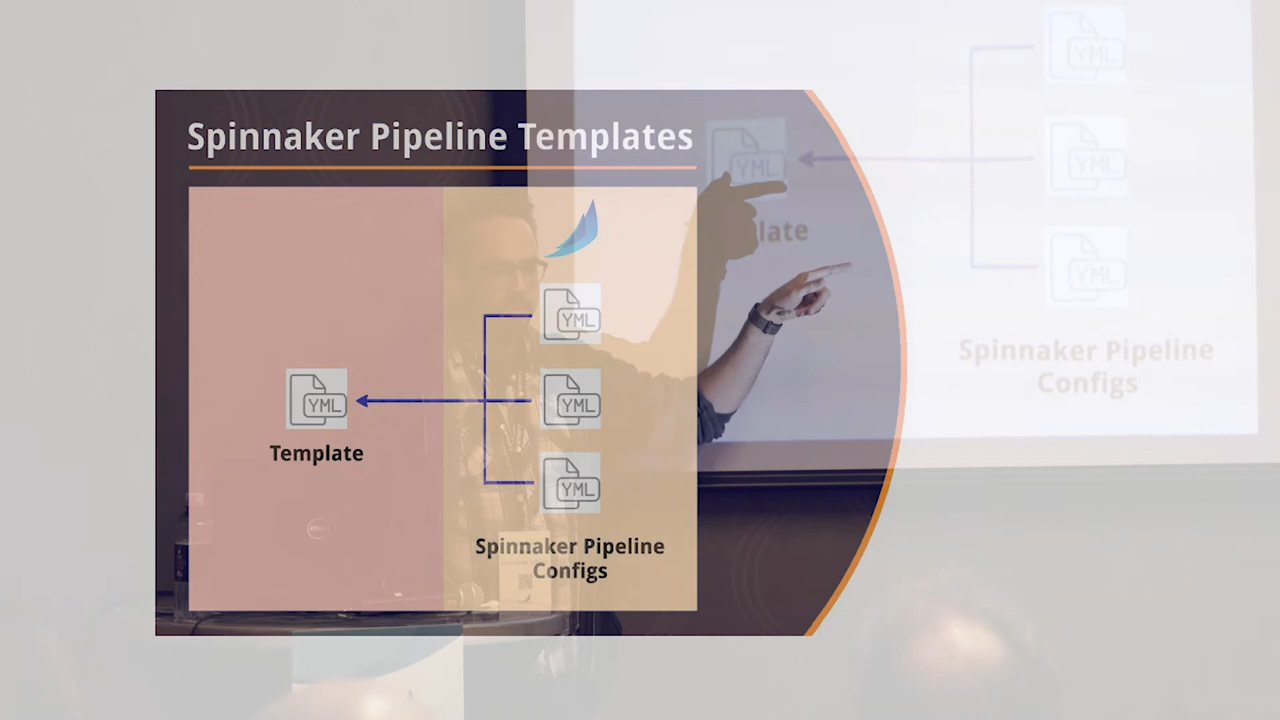 Spinnaker Pipeline Templates
YML
YML
YML
YML
Template
Spinnaker Pipeline
Configs
YML
YML
YML
YML
late
Spinnaker Pipeline
Configs
DELL